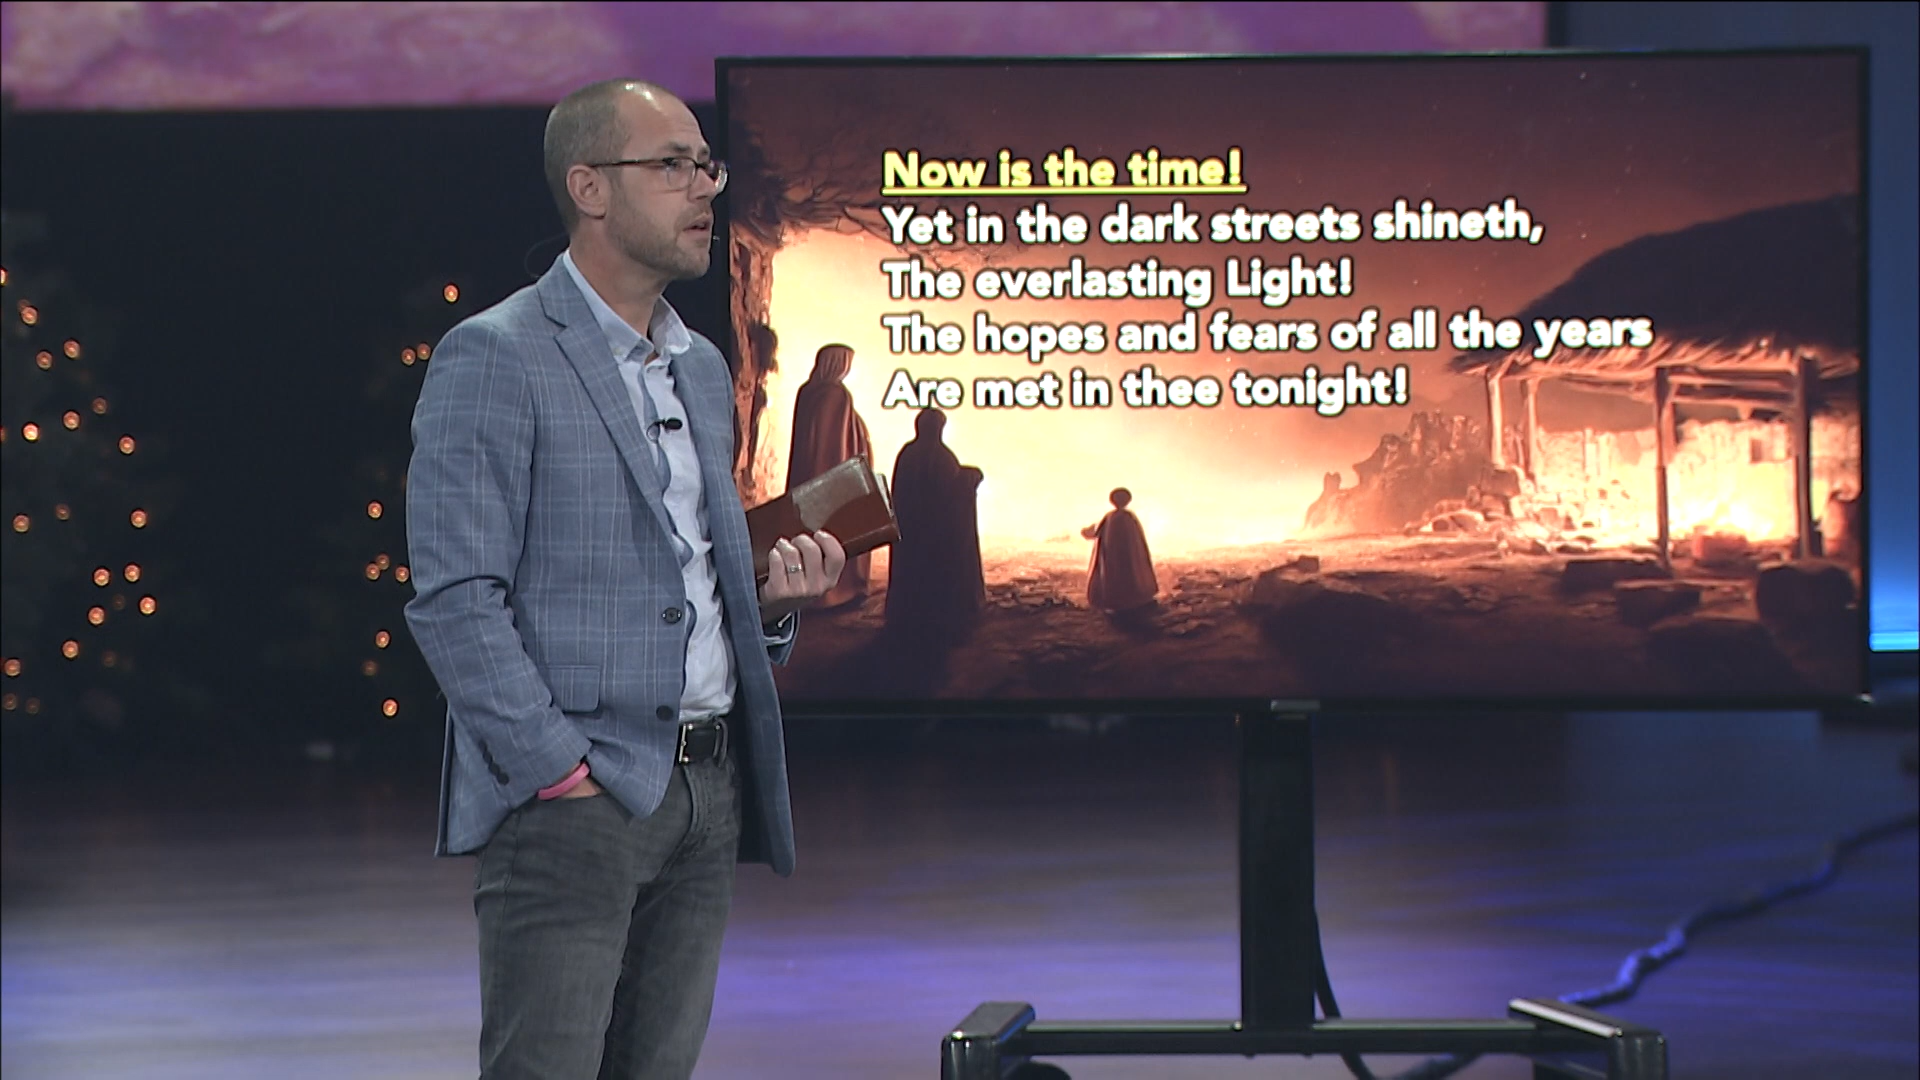 Now is the time!
Yet in the dark streets shineth,
The everlasting Light!
The hopes and fears of all the years
Are met in thee tonight!